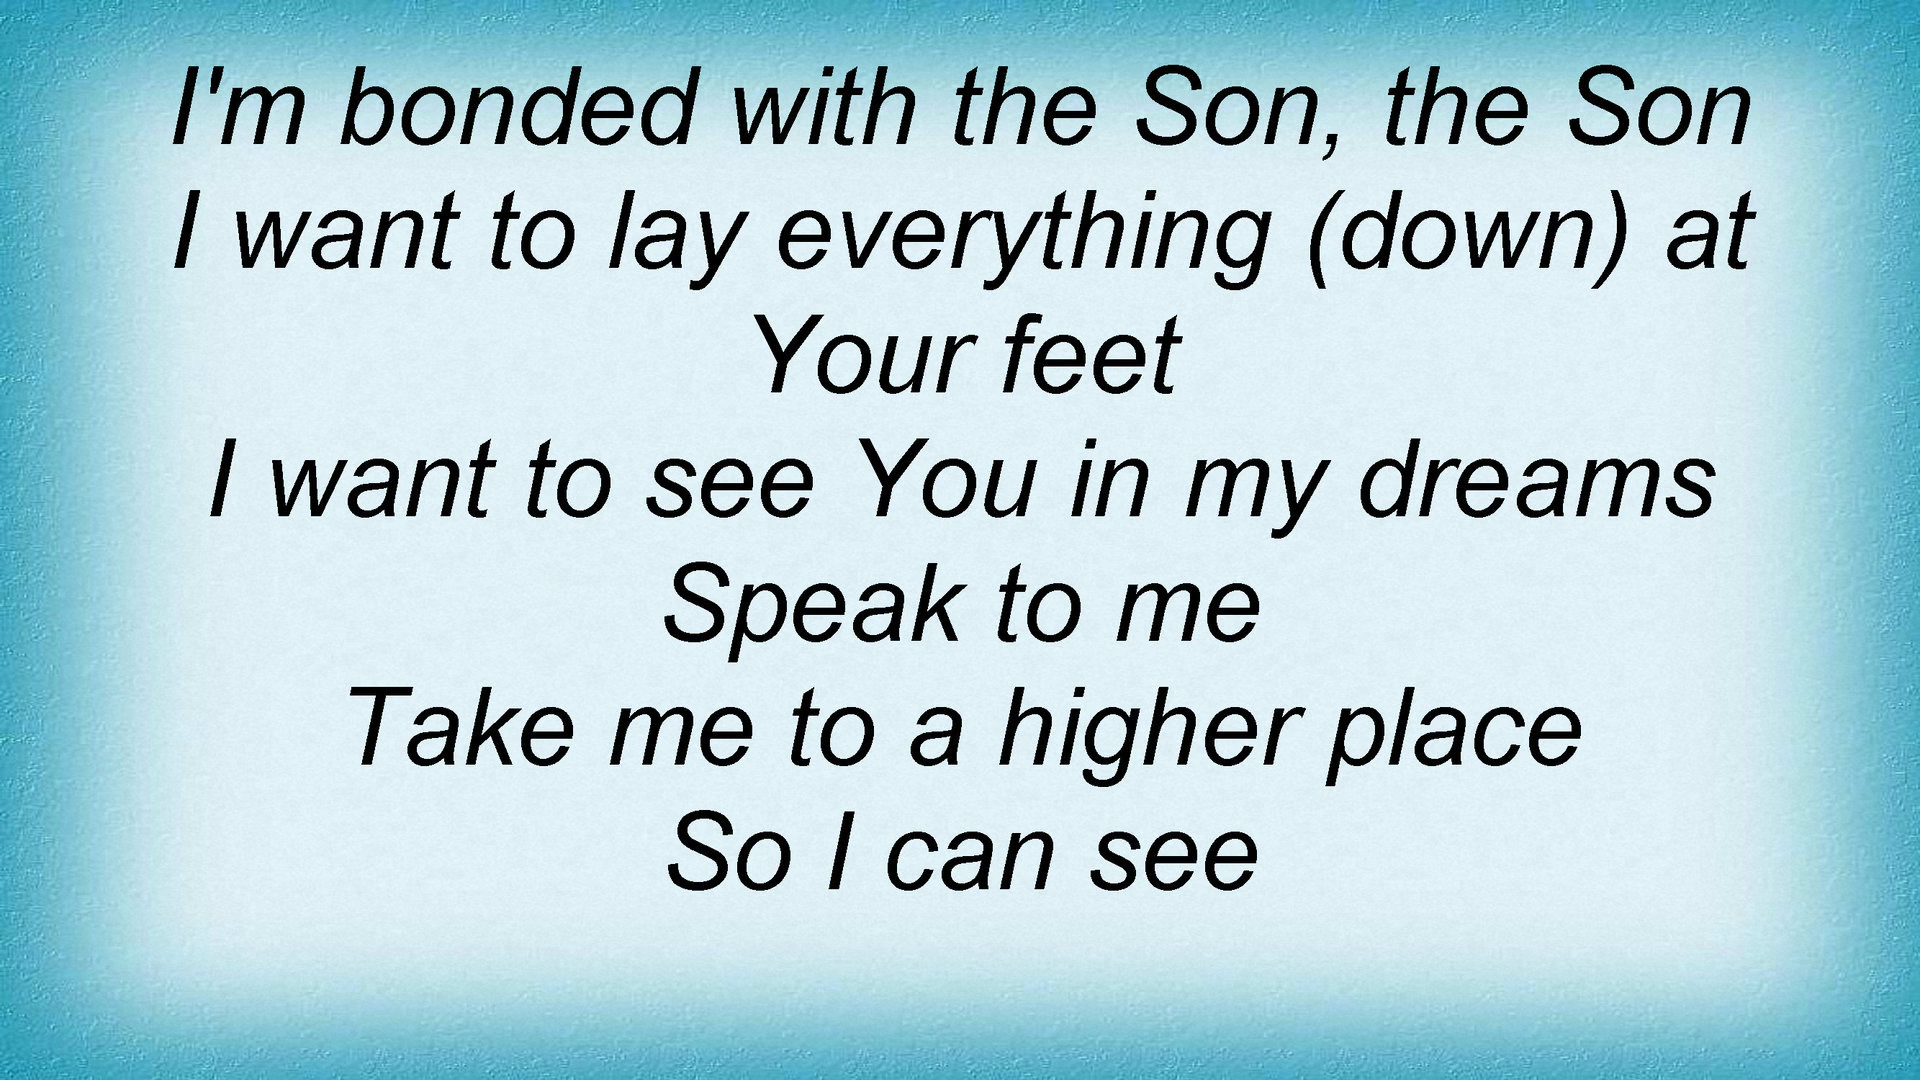 I'm bonded with the Son, the Son
I want to lay everything (down) at
Your feet
I want to see You in my dreams
Speak to me
Take me to a higher place
So I can see